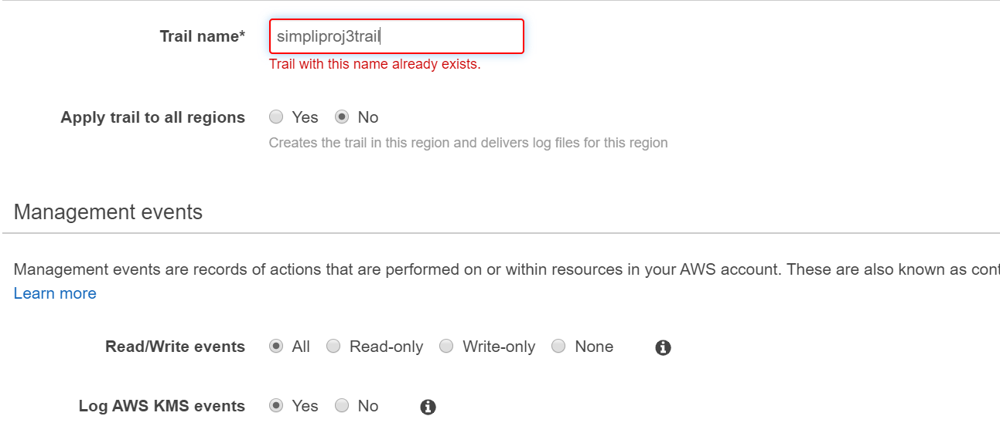 Trail name* simpliproj3trail
Trail with this name already exists.
Apply trail to all regions Yes No
Creates the trail in this region and delivers log files for this region
Management events
Management events are records of actions that are performed on or within resources in your AWS account. These are also known as cont
Learn more
Read/Write events All Read-only Write-only None
Log AWS KMS events Yes No